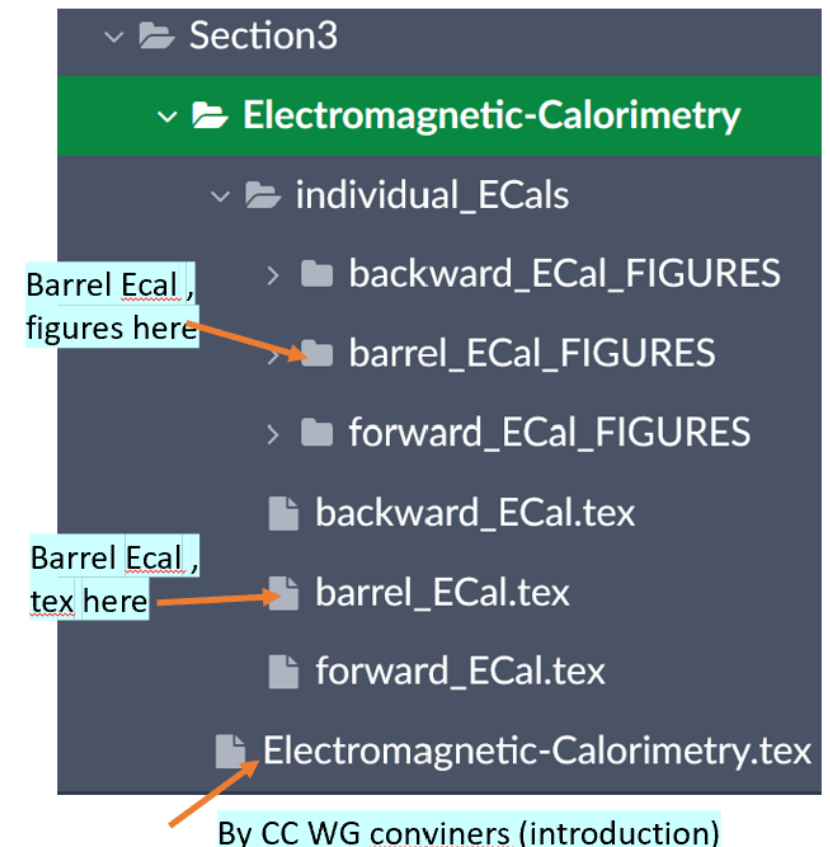 Section3
Electromagnetic-Calorimetry
individual_ECals
backward_ECal_FIGURES
Barrel Ecal ,
figures here
barrel_ECal_FIGURES
forward_ECal_FIGURES
backward_ECal.tex
Barrel Ecal ,
tex here
barrel_ECal.tex
forward_ECal.tex
Electromagnetic-Calorimetry.tex
By CC WG conviners (introduction)